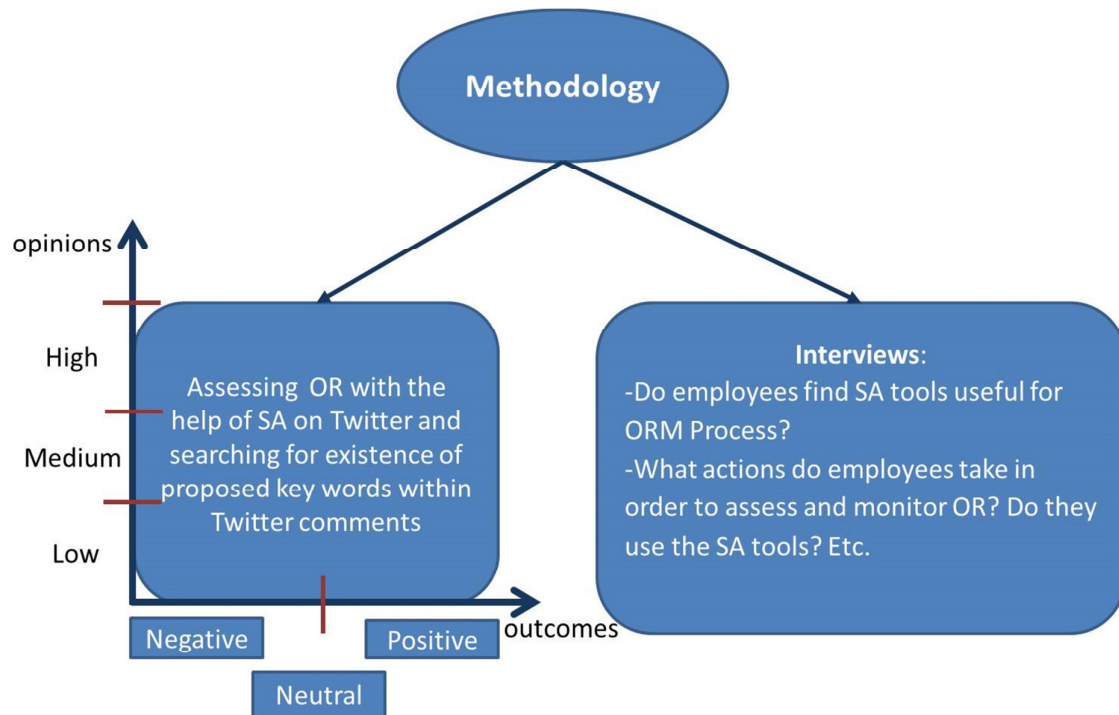 Methodology
opinions
High
Medium
Low
Assessing OR with the
help of SA on Twitter and
searching for existence of
proposed key words within
Twitter comments
Negative
Neutral
Positive
outcomes
Interviews:
-Do employees find SA tools useful for
ORM Process?
-What actions do employees take in
order to assess and monitor OR? Do they
use the SA tools? Etc.